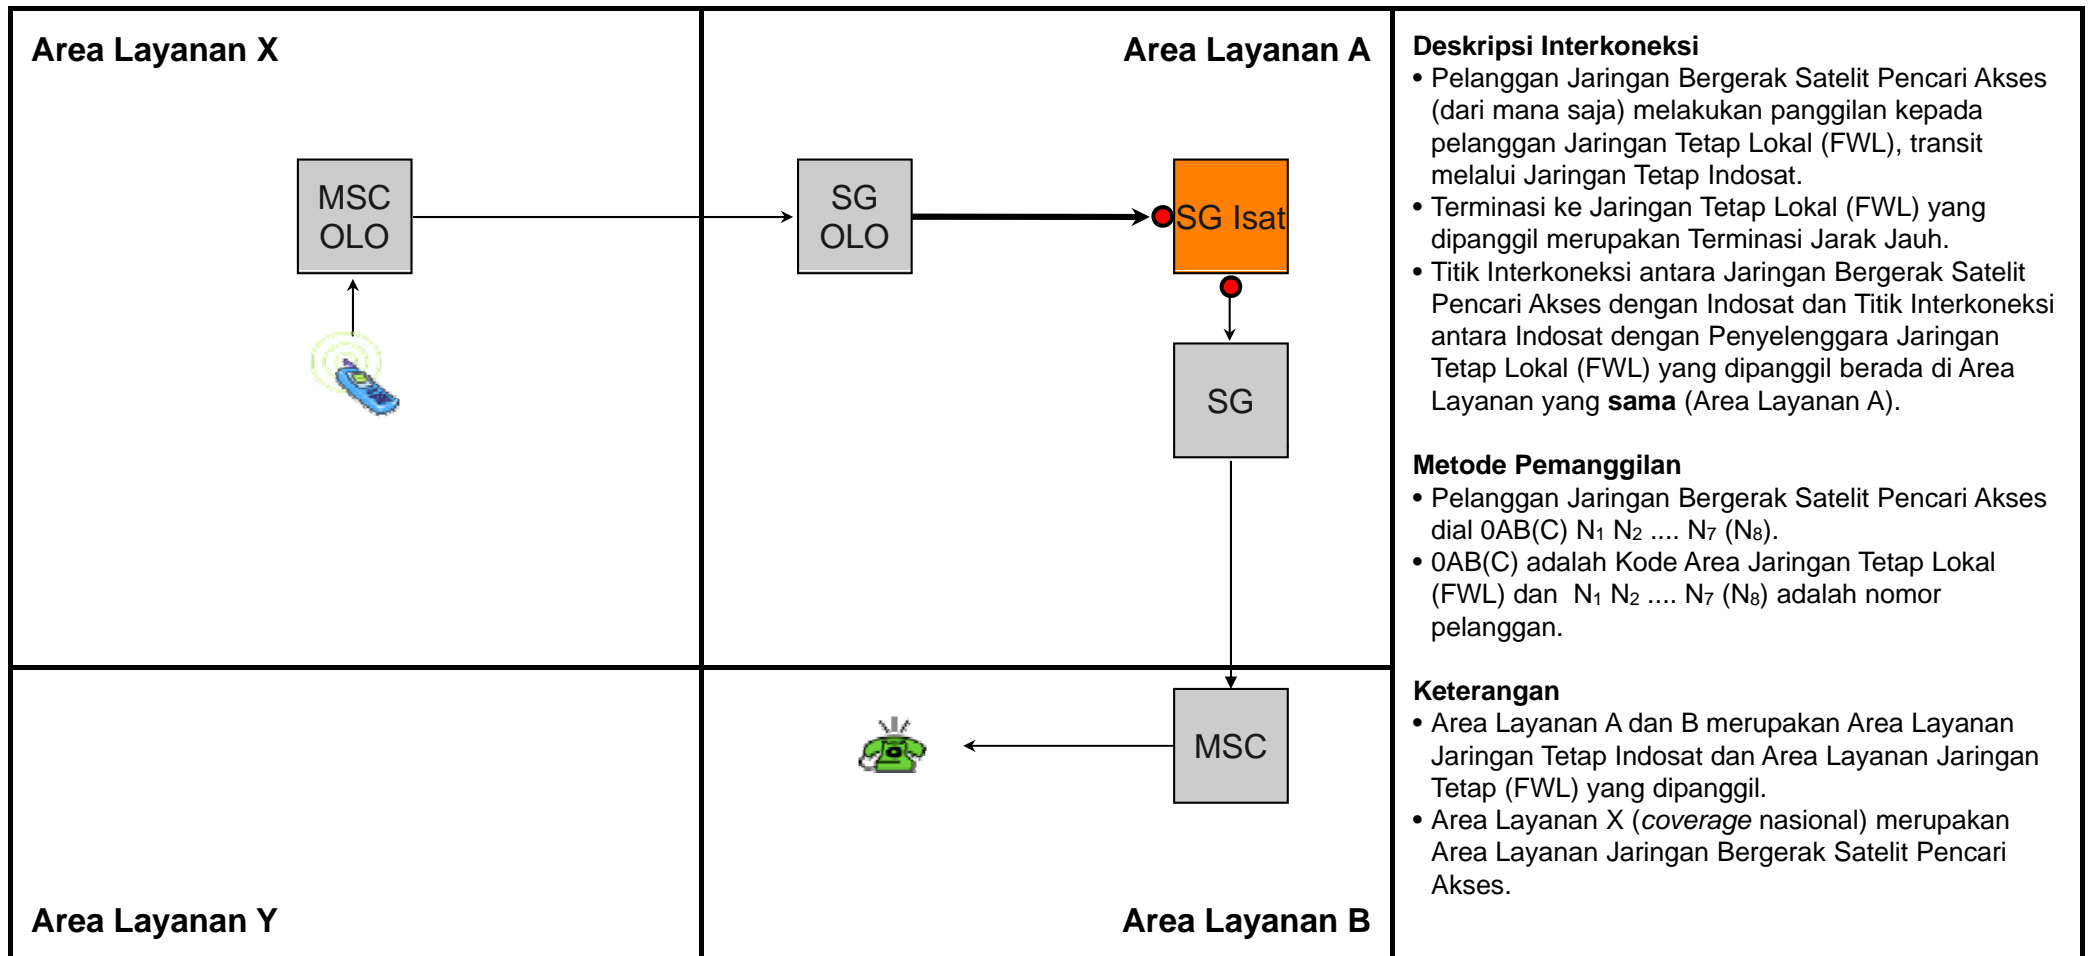 Area Layanan X
Area Layanan A
MSC
OLO
SG
OLO
SG Isat
SG
MSC
Area Layanan Y
Area Layanan B
Deskripsi Interkoneksi
• Pelanggan Jaringan Bergerak Satelit Pencari Akses
(dari mana saja) melakukan panggilan kepada
pelanggan Jaringan Tetap Lokal (FWL), transit
melalui Jaringan Tetap Indosat.
• Terminasi ke Jaringan Tetap Lokal (FWL) yang
dipanggil merupakan Terminasi Jarak Jauh.
• Titik Interkoneksi antara Jaringan Bergerak Satelit
Pencari Akses dengan Indosat dan Titik Interkoneksi
antara Indosat dengan Penyelenggara Jaringan
Tetap Lokal (FWL) yang dipanggil berada di Area
Layanan yang sama (Area Layanan A).
Metode Pemanggilan
• Pelanggan Jaringan Bergerak Satelit Pencari Akses
dial 0AB(C) N₁ N₂ .... N₇ (N₈).
• 0AB(C) adalah Kode Area Jaringan Tetap Lokal
(FWL) dan N₁ N₂ .... N₇ (N₈) adalah nomor
pelanggan.
Keterangan
• Area Layanan A dan B merupakan Area Layanan
Jaringan Tetap Indosat dan Area Layanan Jaringan
Tetap (FWL) yang dipanggil.
• Area Layanan X (coverage nasional) merupakan
Area Layanan Jaringan Bergerak Satelit Pencari
Akses.